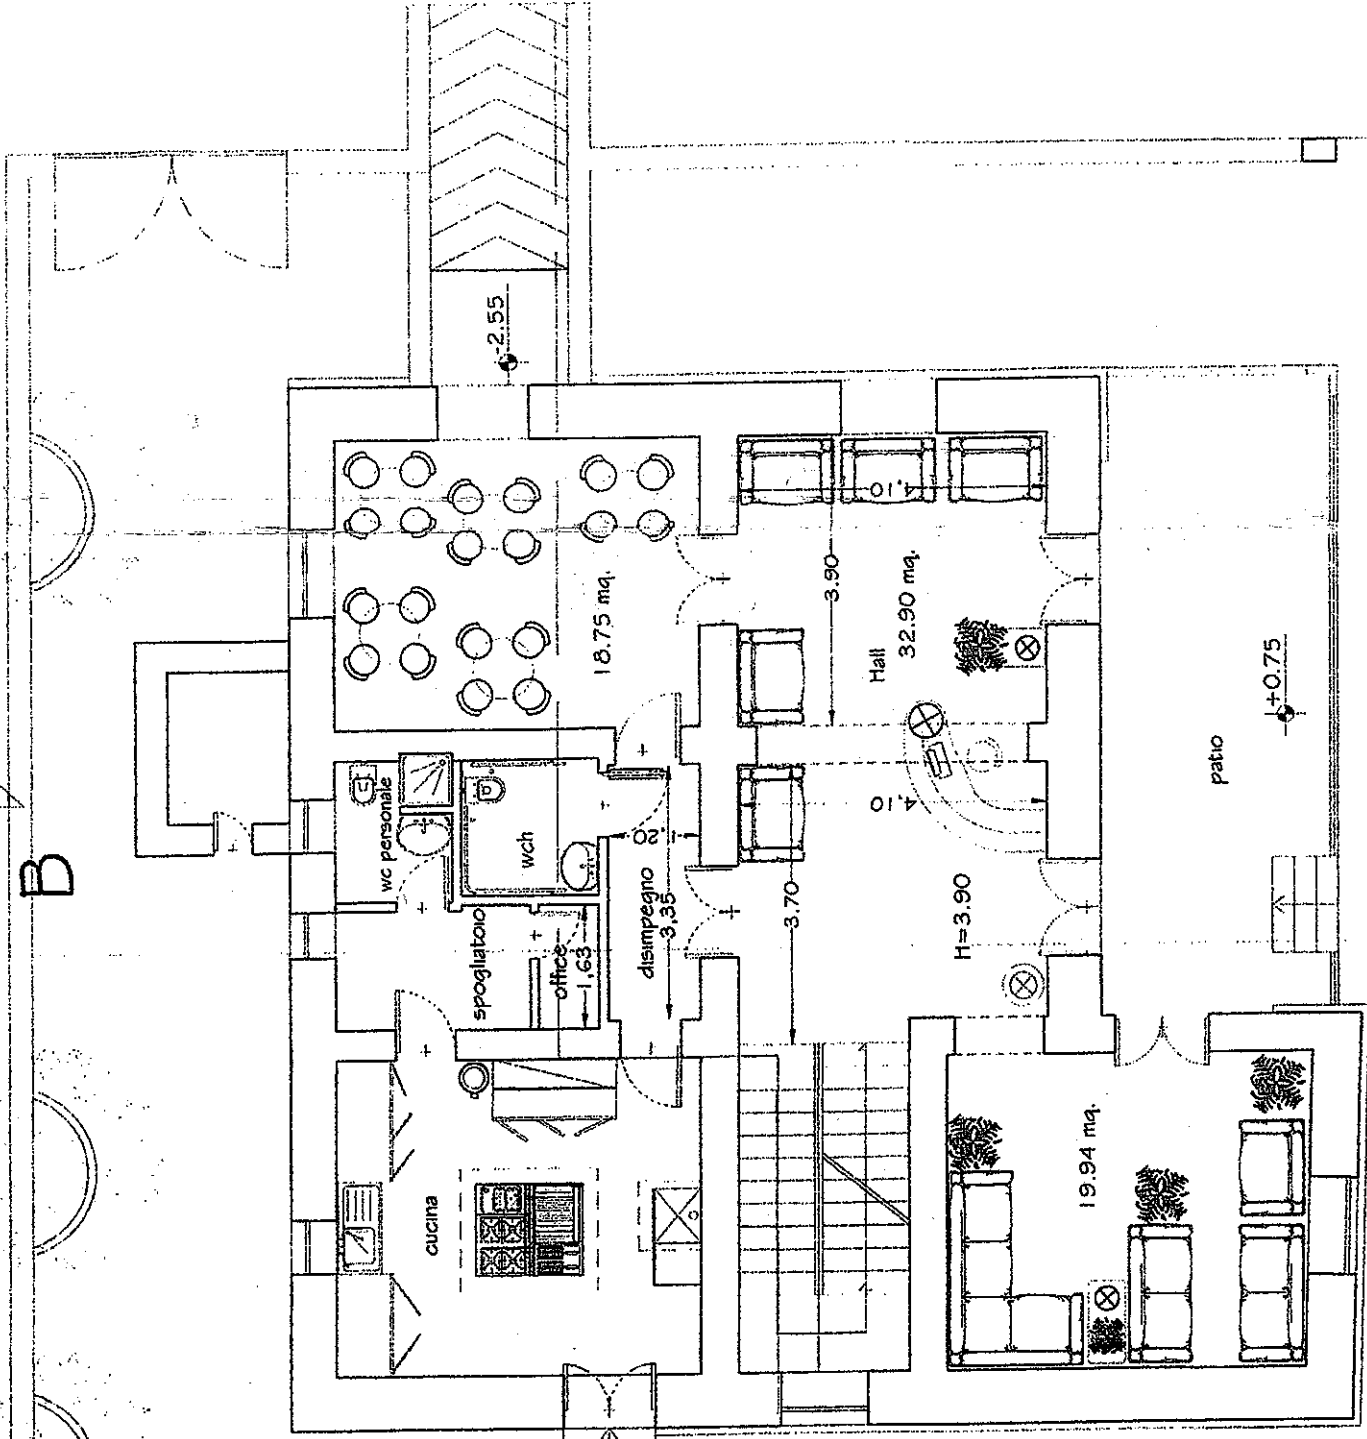 B
-2.55
4,10
3.90
18.75 mq.
Hall
32.90 mq.
+0.75
patio
wc personale
wch
1,20
4,10
disimpegno
3,35
3.70
H=3.90
spogliatoio
office
1,63
cucina
19.94 mq.